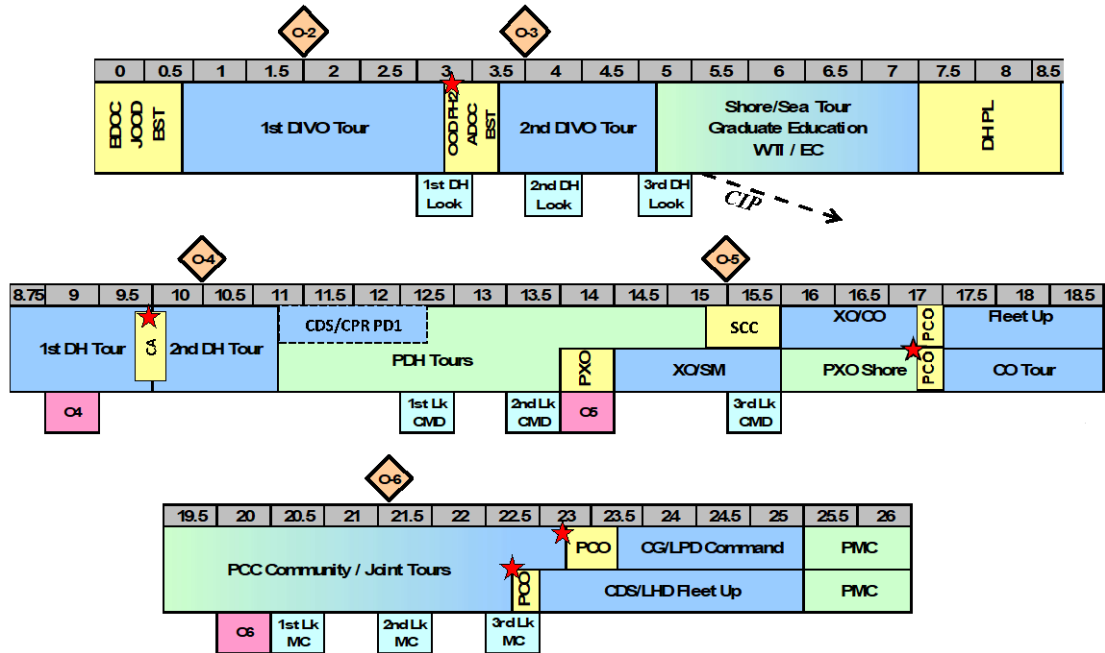 O-2 O-3
0 0.5 1 1.5 2 2.5 3 3.5 4 4.5 5 5.5 6 6.5 7 7.5 8 8.5
BDOC
JOOD
BST
1st DIVO Tour
OOD PH2
ADOC
BST
2nd DIVO Tour
Shore/Sea Tour
Graduate Education
WTI / EC
DH PL
1st DH
Look
2nd DH
Look
3rd DH
Look
CIP
O-4 O-5
8.75 9 9.5 10 10.5 11 11.5 12 12.5 13 13.5 14 14.5 15 15.5 16 16.5 17 17.5 18 18.5
1st DH Tour
CA
2nd DH Tour
CDS/CPR PD1
PDH Tours
PXO
SCC
XO/SM
XO/CO
PCO
Fleet Up
PXO Shore
PCO
CO Tour
O4
1st Lk
CMD
2nd Lk
CMD
O5
3rd Lk
CMD
O-6
19.5 20 20.5 21 21.5 22 22.5 23 23.5 24 24.5 25 25.5 26
PCC Community / Joint Tours
PCO
CG/LPD Command
PMC
PCO
CDS/LHD Fleet Up
PMC
O6
1st Lk
MC
2nd Lk
MC
3rd Lk
MC